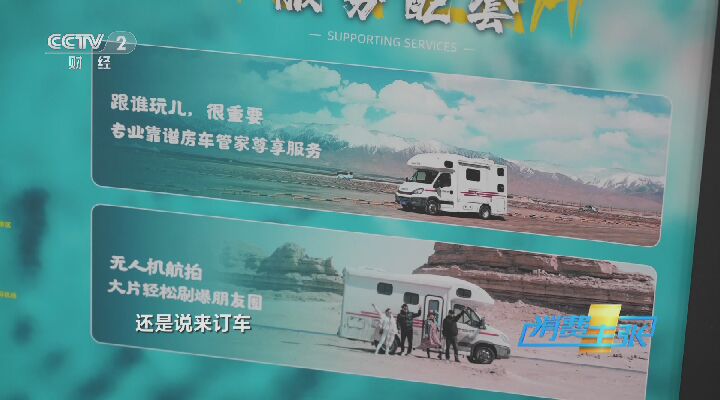 服务配套
SUPPORTING SERVICES
CCTV 2
财经
跟谁玩儿，很重要
专业靠谱房车管家尊享服务
无人机航拍
大片轻松刷爆朋友圈
还是说来订车
消费主张